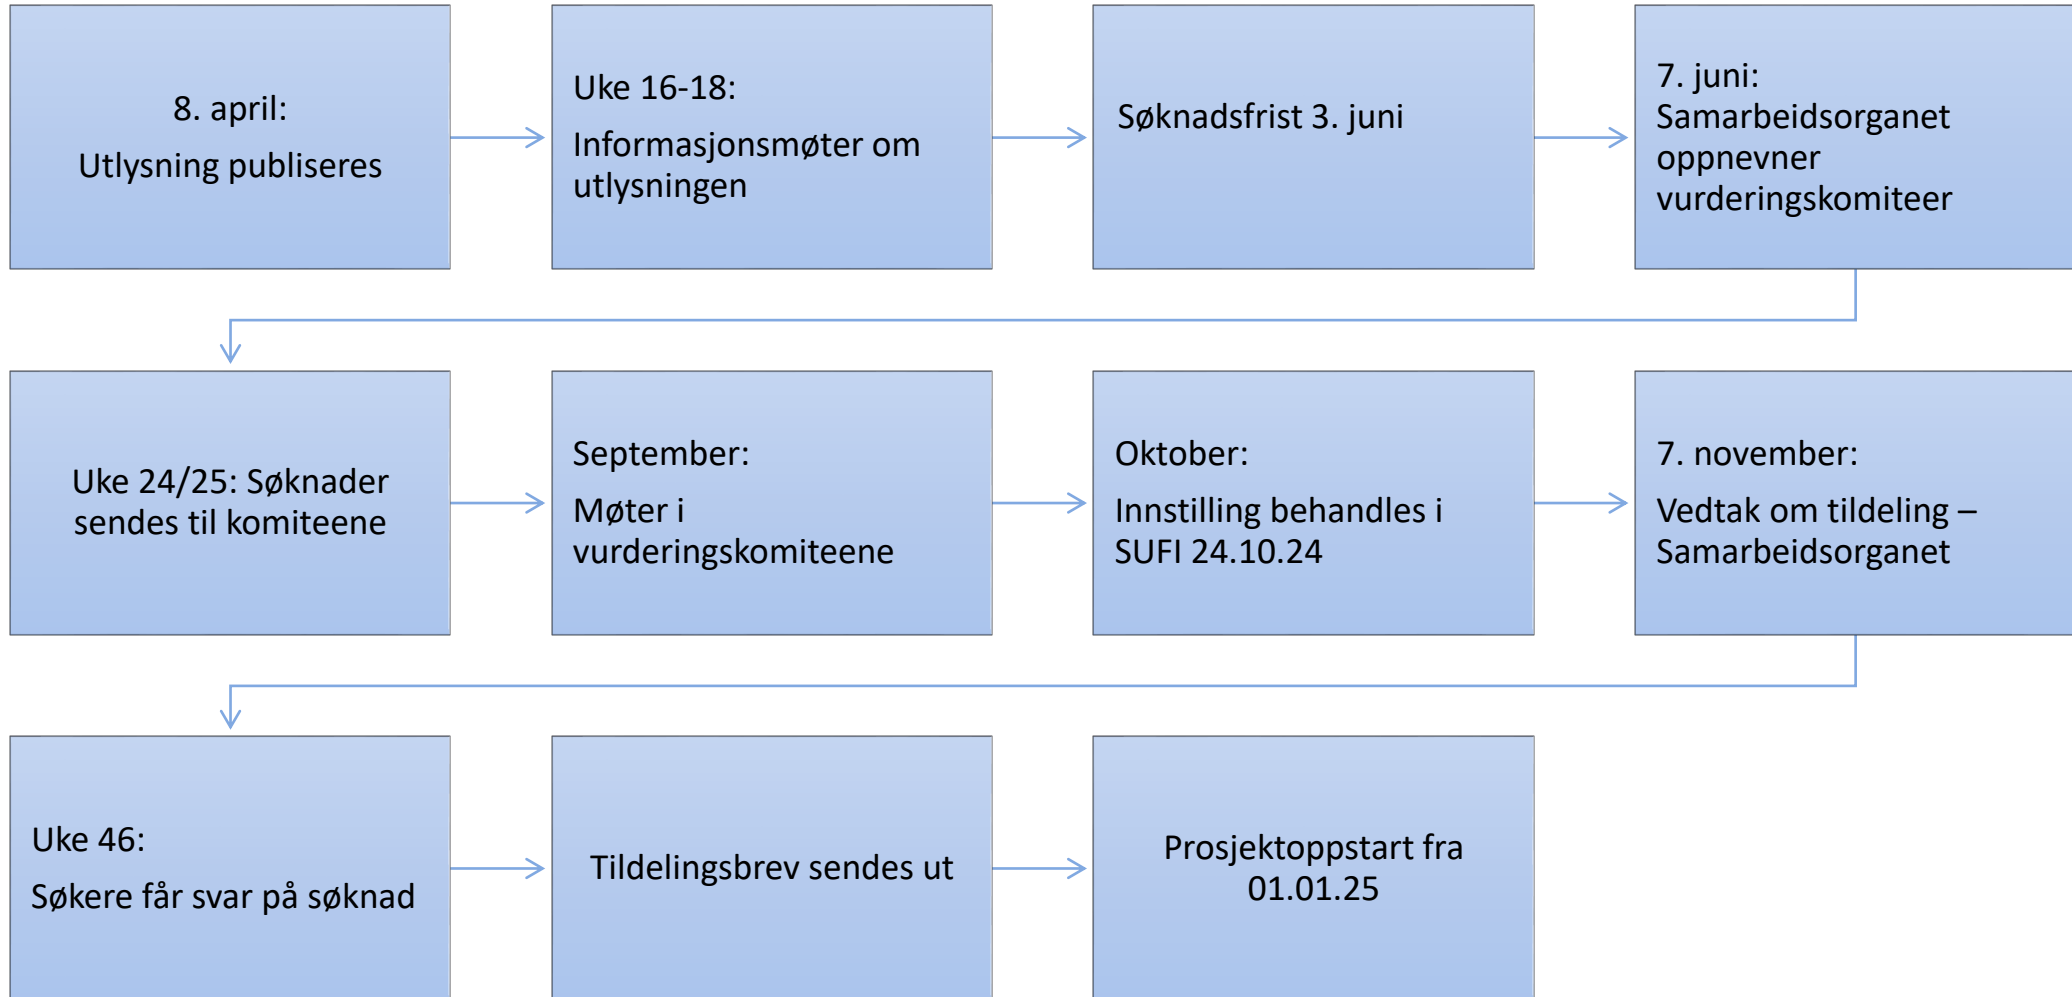 8. april:
Utlysning publiseres
Uke 16-18:
Informasjonsmøter om
utlysningen
Søknadsfrist 3. juni
7. juni:
Samarbeidsorganet
oppnevner
vurderingskomiteer
Uke 24/25: Søknader
sendes til komiteene
September:
Møter i
vurderingskomiteene
Oktober:
Innstilling behandles i
SUFI 24.10.24
7. november:
Vedtak om tildeling –
Samarbeidsorganet
Uke 46:
Søkere får svar på søknad
Tildelingsbrev sendes ut
Prosjektoppstart fra
01.01.25